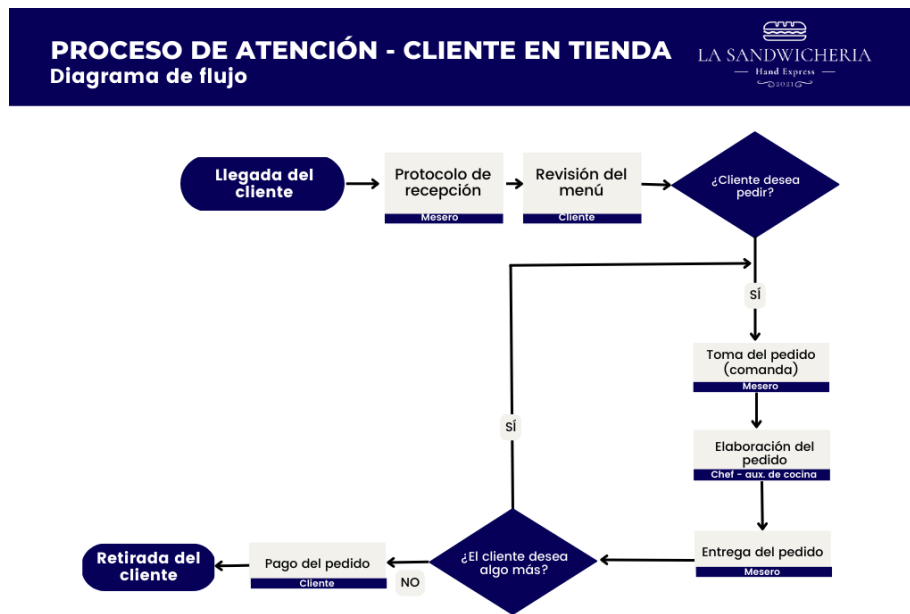 PROCESO DE ATENCIÓN - CLIENTE EN TIENDA
Diagrama de flujo
LA SANDWICHERIA
Hand Express
2021
Llegada del
cliente
Protocolo de
recepción
Mesero
Revisión del
menú
Cliente
¿Cliente desea
pedir?
SÍ
Toma del pedido
(comanda)
Mesero
Elaboración del
pedido
Chef - aux. de cocina
Entrega del pedido
Mesero
¿El cliente desea
algo más?
SÍ
NO
Pago del pedido
Cliente
Retirada del
cliente